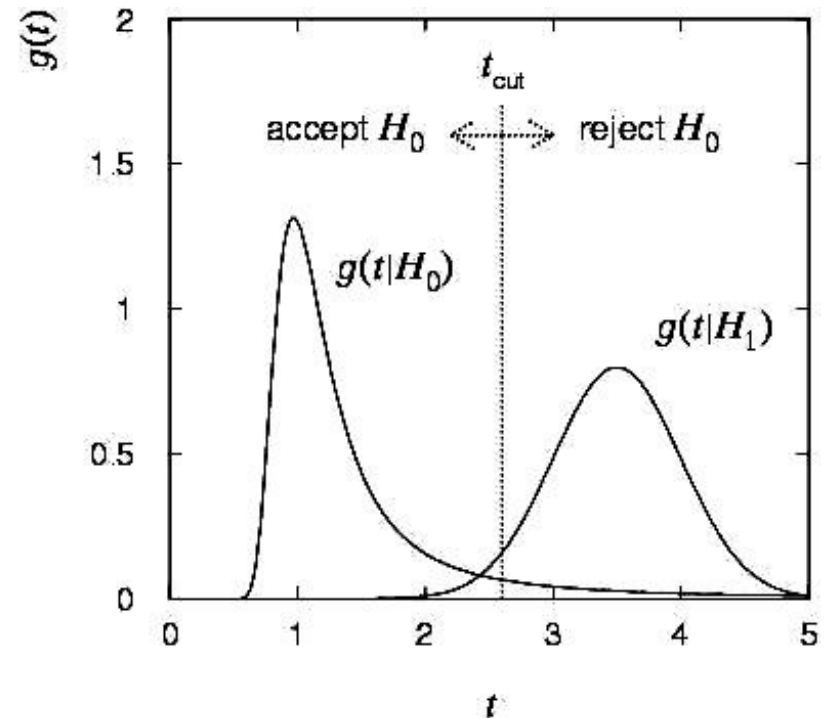 g(t)
2
t_cut
accept H_0 reject H_0
1.5
g(t|H_0)
1
g(t|H_1)
0.5
0
0 1 2 3 4 5
t